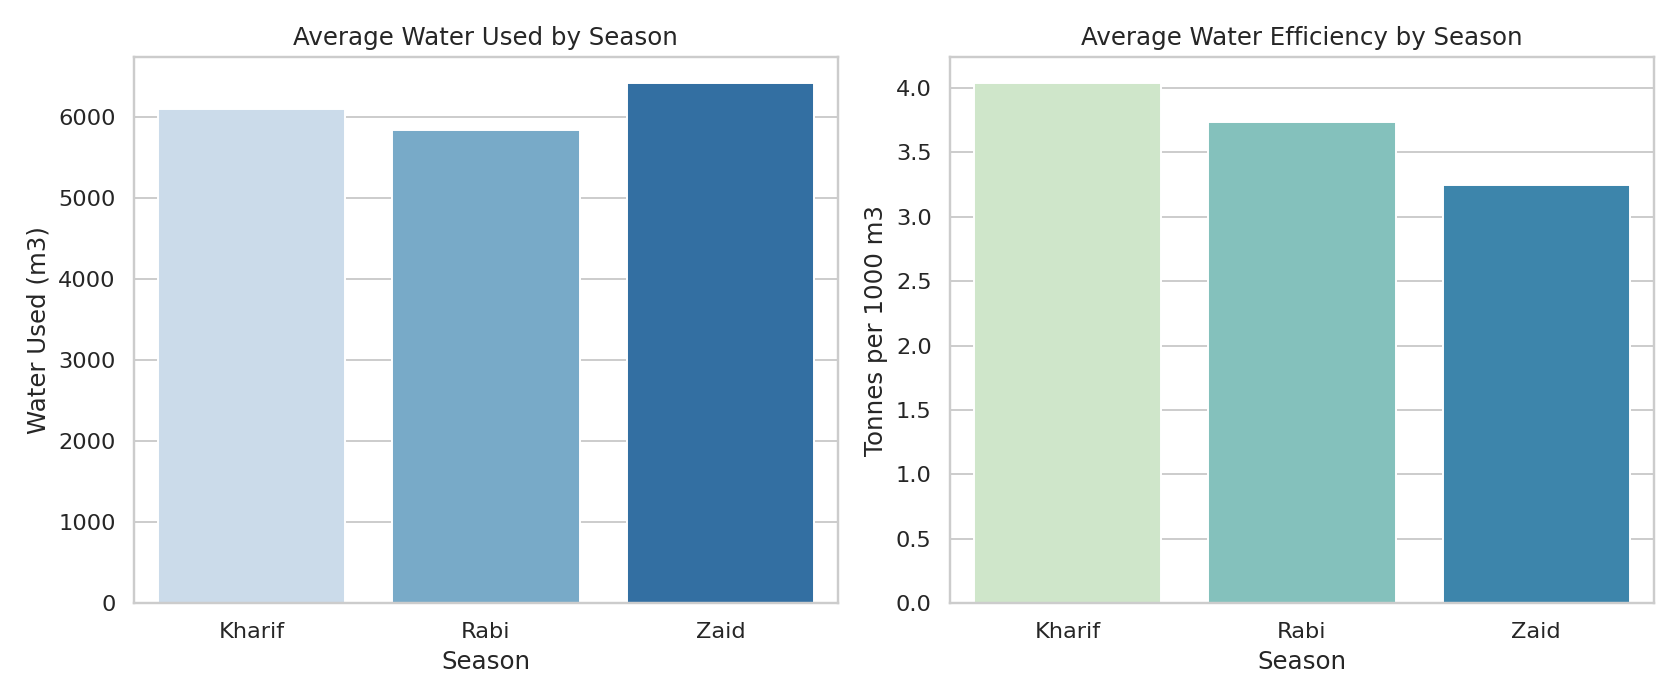 Average Water Used by Season
Water Used (m3)
6000
5000
4000
3000
2000
1000
0
Kharif
Rabi
Zaid
Season
Average Water Efficiency by Season
Tonnes per 1000 m3
4.0
3.5
3.0
2.5
2.0
1.5
1.0
0.5
0.0
Kharif
Rabi
Zaid
Season